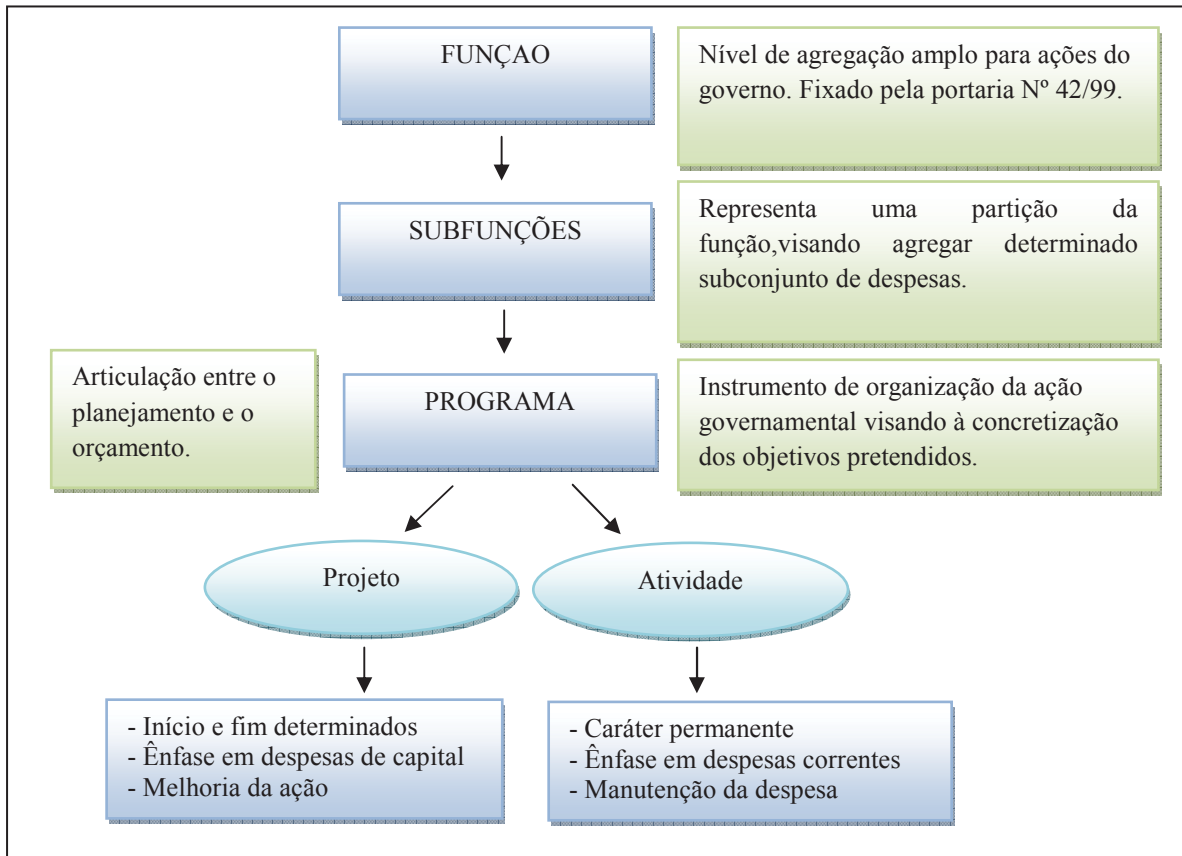 FUNÇAO
Nível de agregação amplo para ações do
governo. Fixado pela portaria Nº 42/99.
SUBFUNÇÕES
Representa uma partição da
função,visando agregar determinado
subconjunto de despesas.
Articulação entre o
planejamento e o
orçamento.
PROGRAMA
Instrumento de organização da ação
governamental visando à concretização
dos objetivos pretendidos.
Projeto
Atividade
- Início e fim determinados
- Ênfase em despesas de capital
- Melhoria da ação
- Caráter permanente
- Ênfase em despesas correntes
- Manutenção da despesa